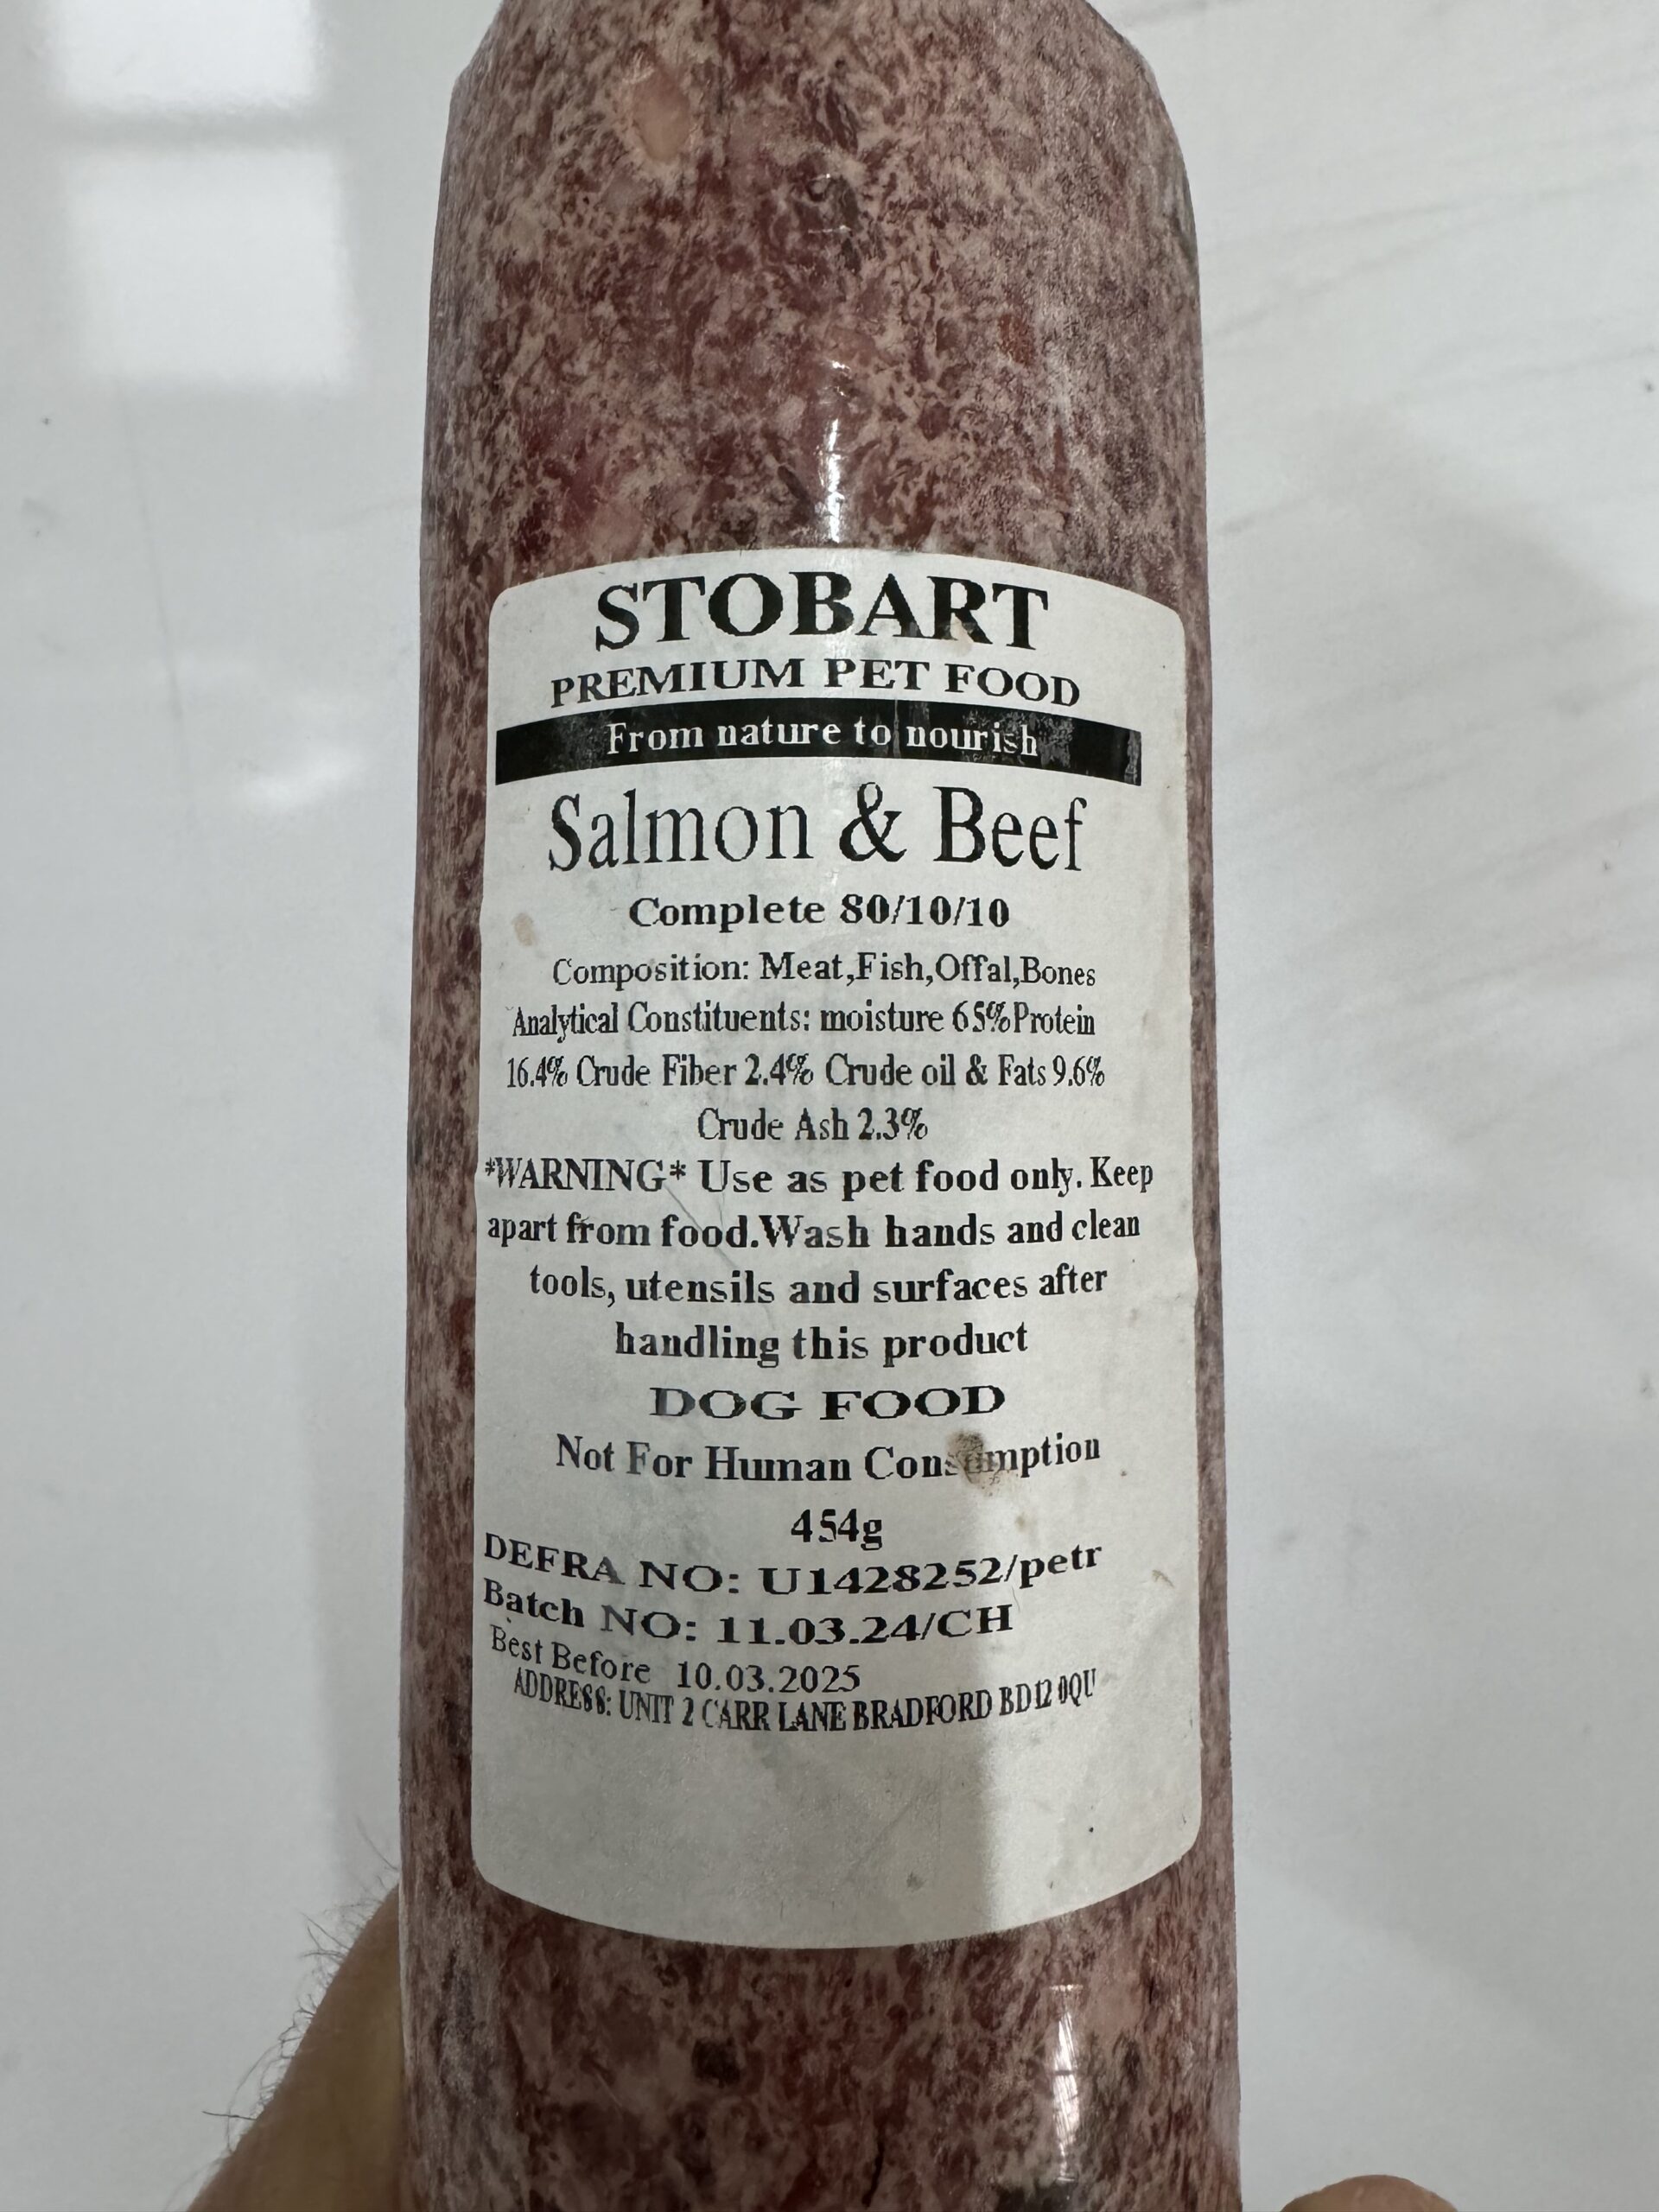 STOBART
PREMIUM PET FOOD
From nature to nourish
Salmon & Beef
Complete 80/10/10
Composition: Meat,Fish,Offal,Bones
Analytical Constituents: moisture 65%Protein
16.4% Crude Fiber 2.4% Crude oil & Fats 9.6%
Crude Ash 2.3%
*WARNING* Use as pet food only. Keep
apart from food.Wash hands and clean
tools, utensils and surfaces after
handling this product
DOG FOOD
Not For Human Consumption
454g
DEFRA NO: U1428252/petr
Batch NO: 11.03.24/CH
Best Before 10.03.2025
ADDRESS: UNIT 2 CARR LANE BRADFORD BD12 0QU